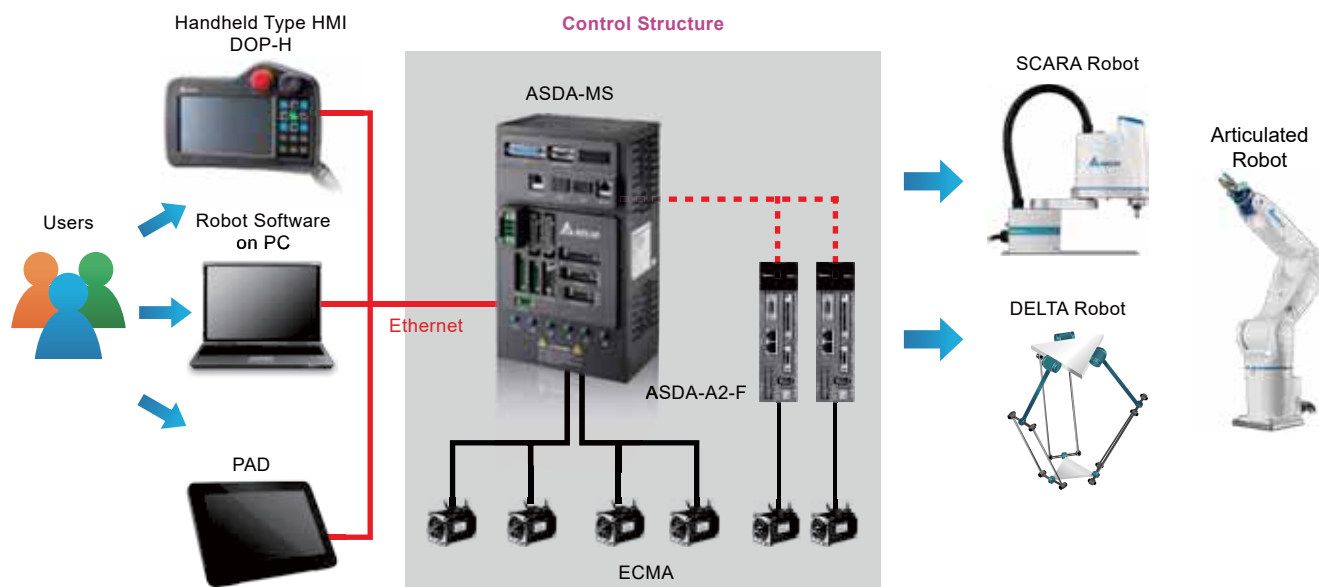 Control Structure
Handheld Type HMI
DOP-H
Users
Robot Software
on PC
PAD
Ethernet
ASDA-MS
ASDA-A2-F
ECMA
SCARA Robot
Articulated
Robot
DELTA Robot